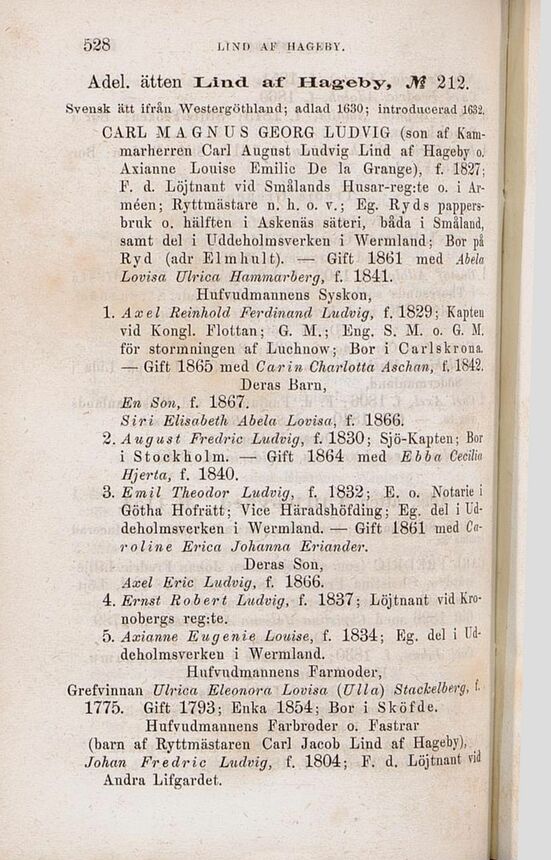 528 LIND AF HAGEBY.
Adel. ätten Lind af Hageby, № 212.
Svensk ätt ifrån Westergöthland; adlad 1630; introducerad 1632.
CARL MAGNUS GEORG LUDVIG (son af Kam-
marherren Carl August Ludvig Lind af Hageby o.
Axianne Louise Emilie De la Grange), f. 1827;
F. d. Löjtnant vid Smålands Husar-reg:te o. i Ar-
méen; Ryttmästare n. h. o. v.; Eg. Ryds pappers-
bruk o. hälften i Askenäs säteri, båda i Småland,
samt del i Uddeholmsverken i Wermland; Bor på
Ryd (adr Elmhult). — Gift 1861 med Abela
Lovisa Ulrica Hammarberg, f. 1841.
Hufvudmannens Syskon,
1. Axel Reinhold Ferdinand Ludvig, f. 1829; Kapten
vid Kongl. Flottan; G. M.; Eng. S. M. o. G. M.
för stormningen af Luchnow; Bor i Carlskrona.
— Gift 1865 med Carin Charlotta Aschan, f. 1842.
Deras Barn,
En Son, f. 1867.
Siri Elisabeth Abela Lovisa, f. 1866.
2. August Fredric Ludvig, f. 1830; Sjö-Kapten; Bor
i Stockholm. — Gift 1864 med Ebba Cecilia
Hjerta, f. 1840.
3. Emil Theodor Ludvig, f. 1832; E. o. Notarie i
Götha Hofrätt; Vice Häradshöfding; Eg. del i Ud-
deholmsverken i Wermland. — Gift 1861 med Ca-
roline Erica Johanna Eriander.
Deras Son,
Axel Eric Ludvig, f. 1866.
4. Ernst Robert Ludvig, f. 1837; Löjtnant vid Kro-
nobergs reg:te.
5. Axianne Eugenie Louise, f. 1834; Eg. del i Ud-
deholmsverken i Wermland.
Hufvudmannens Farmoder,
Grefvinnan Ulrica Eleonora Lovisa (Ulla) Stackelberg, f.
1775. Gift 1793; Enka 1854; Bor i Sköfde.
Hufvudmannens Farbroder o. Fastrar
(barn af Ryttmästaren Carl Jacob Lind af Hageby),
Johan Fredric Ludvig, f. 1804; F. d. Löjtnant vid
Andra Lifgardet.